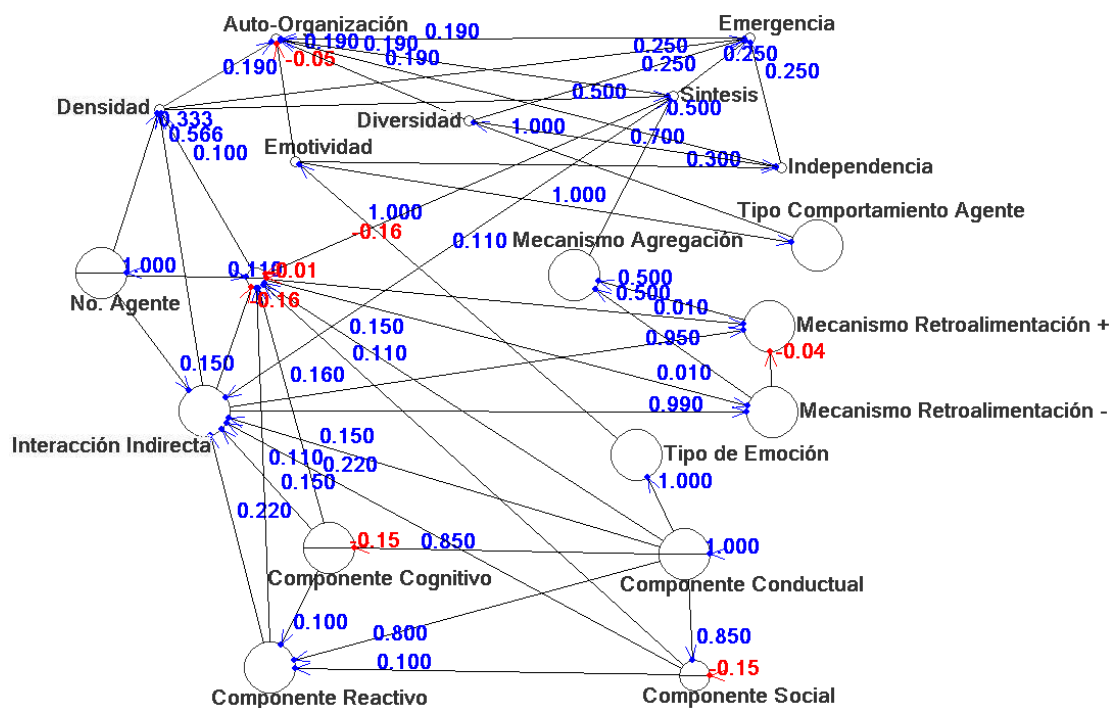 Auto-Organización
Emergencia
0.190
0.190
0.190
0.190
0.190
-0.05
0.250
0.250
0.250
0.250
Densidad
0.500
Sintesis
0.500
Diversidad
0.333
0.566
0.100
1.000
0.700
Emotividad
0.300
Independencia
1.000
Tipo Comportamiento Agente
1.000
-0.16
Mecanismo Agregación
0.110
1.000
0.110
-0.01
-0.16
No. Agente
0.500
0.500
0.010
Mecanismo Retroalimentación +
0.150
0.950
0.110
-0.04
0.150
0.160
0.010
0.990
Mecanismo Retroalimentación -
Interacción Indirecta
0.150
Tipo de Emoción
0.110
0.220
0.150
1.000
0.220
-0.15
0.850
1.000
Componente Cognitivo
Componente Conductual
0.100
0.800
0.850
0.100
-0.15
Componente Reactivo
Componente Social